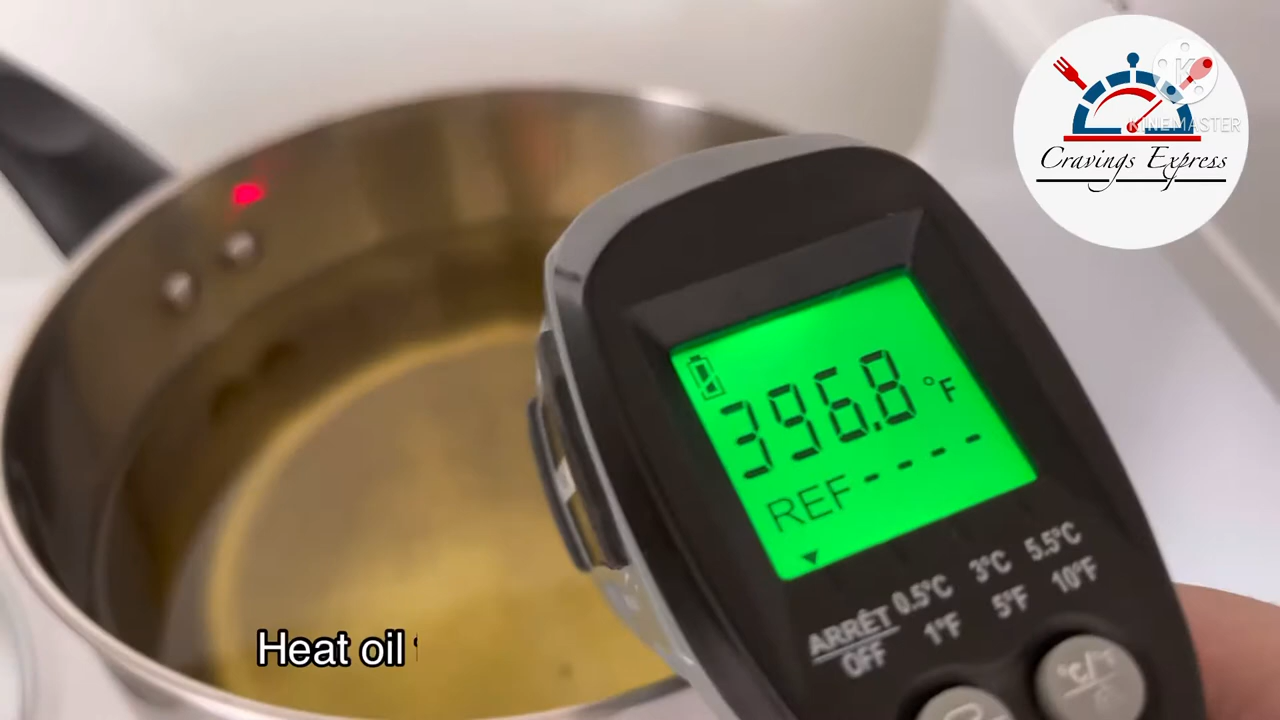 KINEMASTER
Cravings Express
396.8 °F
REF ----
ARRÊT 0.5°C 3°C 5.5°C
OFF 1°F 5°F 10°F
°C/°F
Heat oil